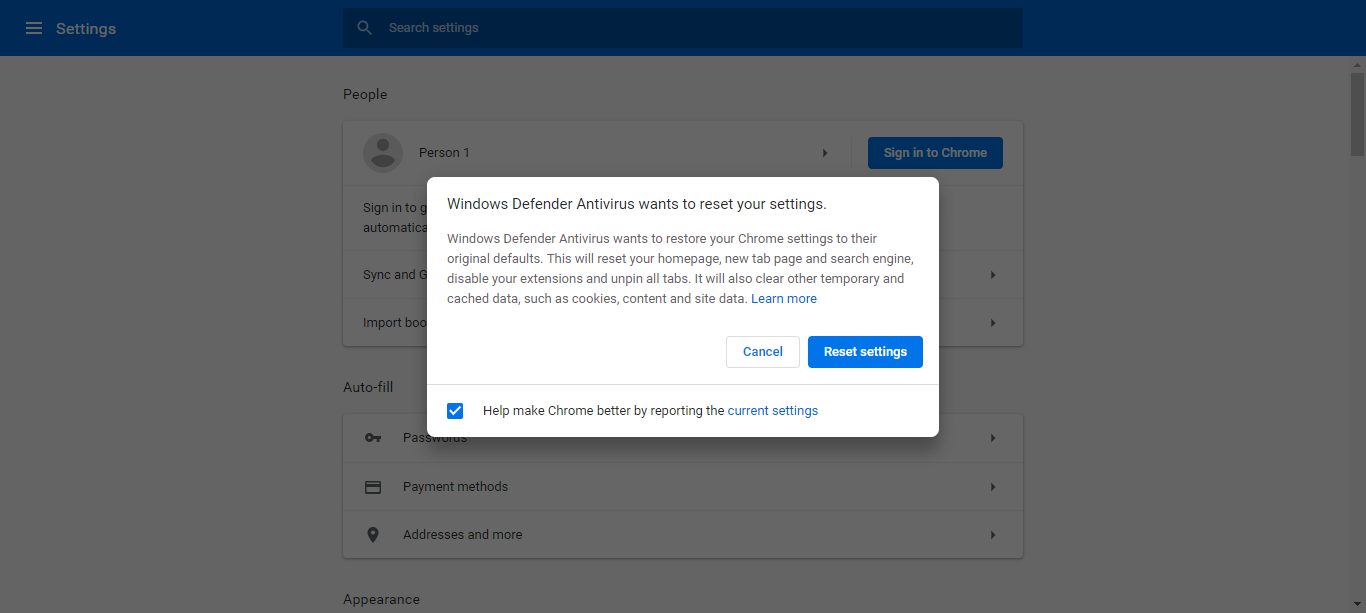 Settings
Search settings
People
Person 1
Sign in to Chrome
Windows Defender Antivirus wants to reset your settings.
Sign in to g
automatica
Windows Defender Antivirus wants to restore your Chrome settings to their
original defaults. This will reset your homepage, new tab page and search engine,
disable your extensions and unpin all tabs. It will also clear other temporary and
cached data, such as cookies, content and site data. Learn more
Sync and G
Import boo
Cancel
Reset settings
Auto-fill
Help make Chrome better by reporting the current settings
Passwords
Payment methods
Addresses and more
Appearance